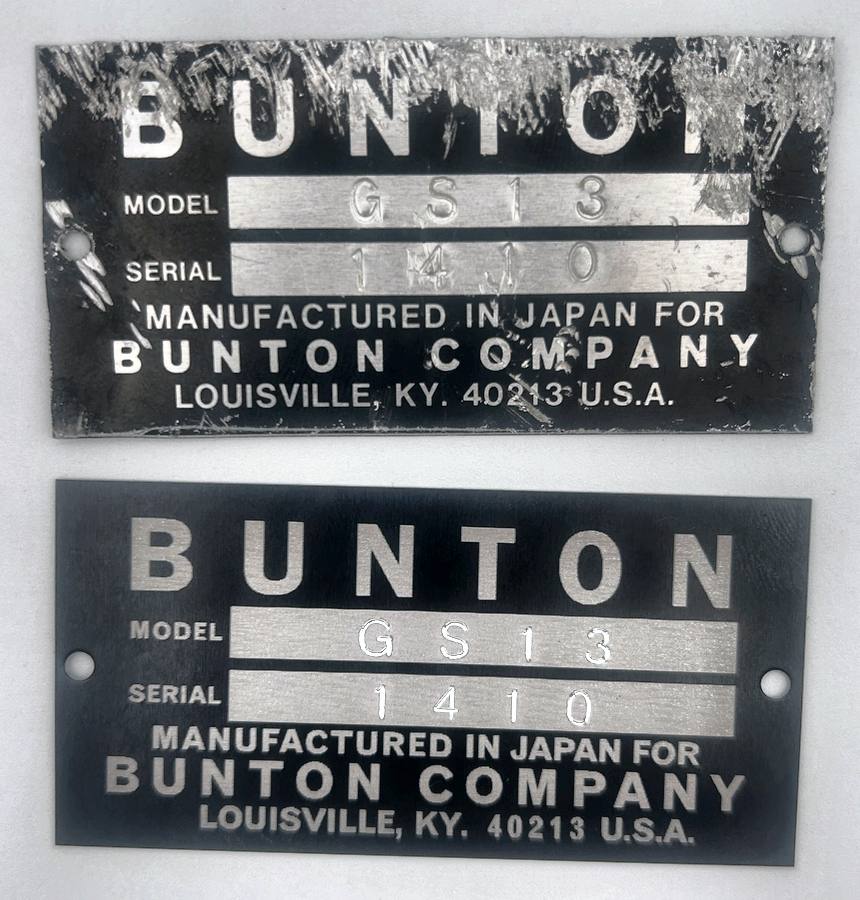 BUNTON
MODEL GS13
SERIAL 1410
MANUFACTURED IN JAPAN FOR
BUNTON COMPANY
LOUISVILLE, KY. 40213 U.S.A.
BUNTON
MODEL GS13
SERIAL 1410
MANUFACTURED IN JAPAN FOR
BUNTON COMPANY
LOUISVILLE, KY. 40213 U.S.A.